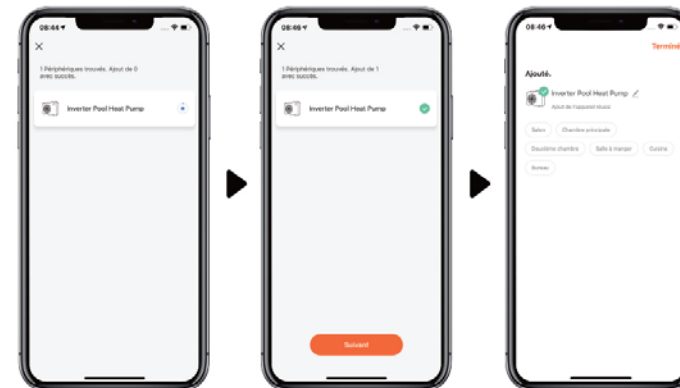 08:44
1 Périphériques trouvés. Ajout de 0
avec succès.
Inverter Pool Heat Pump
08:46
1 Périphériques trouvés. Ajout de 1
avec succès.
Inverter Pool Heat Pump
Suivant
08:46
Terminé
Ajouté.
Inverter Pool Heat Pump
Ajout de l'appareil réussi
Salon Chambre principale
Deuxième chambre Salle à manger Cuisine
Bureau